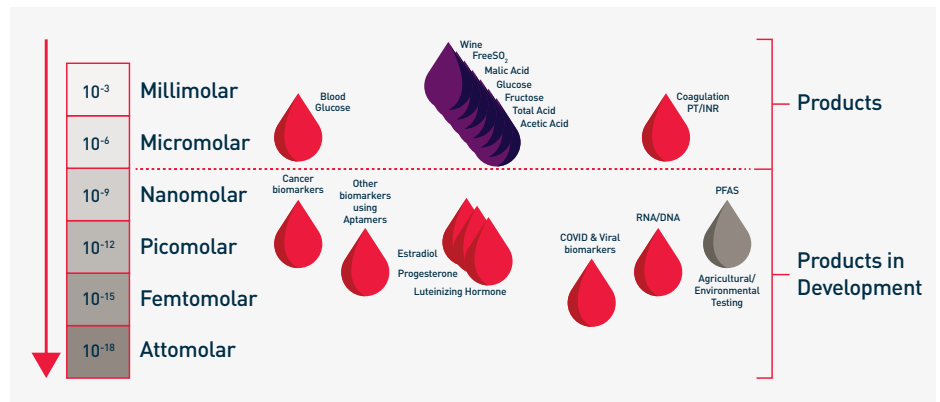 10-3
Millimolar
10-6
Micromolar
10-9
Nanomolar
10-12
Picomolar
10-15
Femtomolar
10-18
Attomolar
Blood
Glucose
Wine
FreeSO2
Malic Acid
Glucose
Fructose
Total Acid
Acetic Acid
Coagulation
PT/INR
Products
Cancer
biomarkers
Other
biomarkers
using
Aptamers
Estradiol
Progesterone
Luteinizing Hormone
COVID & Viral
biomarkers
RNA/DNA
PFAS
Agricultural/
Environmental
Testing
Products in
Development